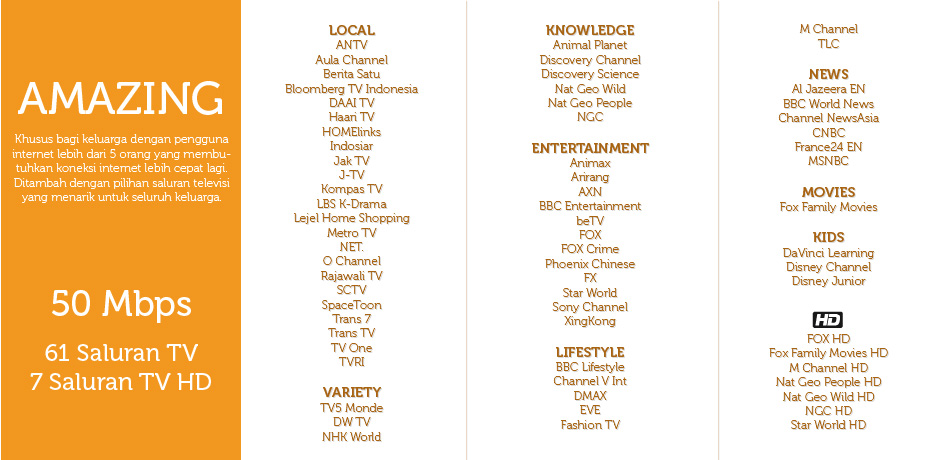 AMAZING
Khusus bagi keluarga dengan pengguna
internet lebih dari 5 orang yang membu-
tuhkan koneksi internet lebih cepat lagi.
Ditambah dengan pilihan saluran televisi
yang menarik untuk seluruh keluarga.
50 Mbps
61 Saluran TV
7 Saluran TV HD
LOCAL
ANTV
Aula Channel
Berita Satu
Bloomberg TV Indonesia
DAAI TV
Haari TV
HOMElinks
Indosiar
Jak TV
J-TV
Kompas TV
LBS K-Drama
Lejel Home Shopping
Metro TV
NET.
O Channel
Rajawali TV
SCTV
SpaceToon
Trans 7
Trans TV
TV One
TVRI
VARIETY
TV5 Monde
DW TV
NHK World
KNOWLEDGE
Animal Planet
Discovery Channel
Discovery Science
Nat Geo Wild
Nat Geo People
NGC
ENTERTAINMENT
Animax
Arirang
AXN
BBC Entertainment
beTV
FOX
FOX Crime
Phoenix Chinese
FX
Star World
Sony Channel
XingKong
LIFESTYLE
BBC Lifestyle
Channel V Int
DMAX
EVE
Fashion TV
M Channel
TLC
NEWS
Al Jazeera EN
BBC World News
Channel NewsAsia
CNBC
France24 EN
MSNBC
MOVIES
Fox Family Movies
KIDS
DaVinci Learning
Disney Channel
Disney Junior
HD
FOX HD
Fox Family Movies HD
M Channel HD
Nat Geo People HD
Nat Geo Wild HD
NGC HD
Star World HD